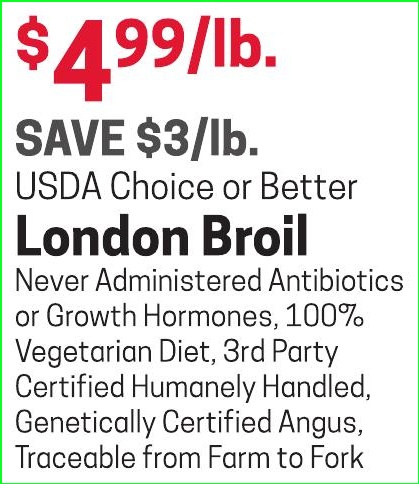 $4.99/lb.
SAVE $3/lb.
USDA Choice or Better
London Broil
Never Administered Antibiotics
or Growth Hormones, 100%
Vegetarian Diet, 3rd Party
Certified Humanely Handled,
Genetically Certified Angus,
Traceable from Farm to Fork